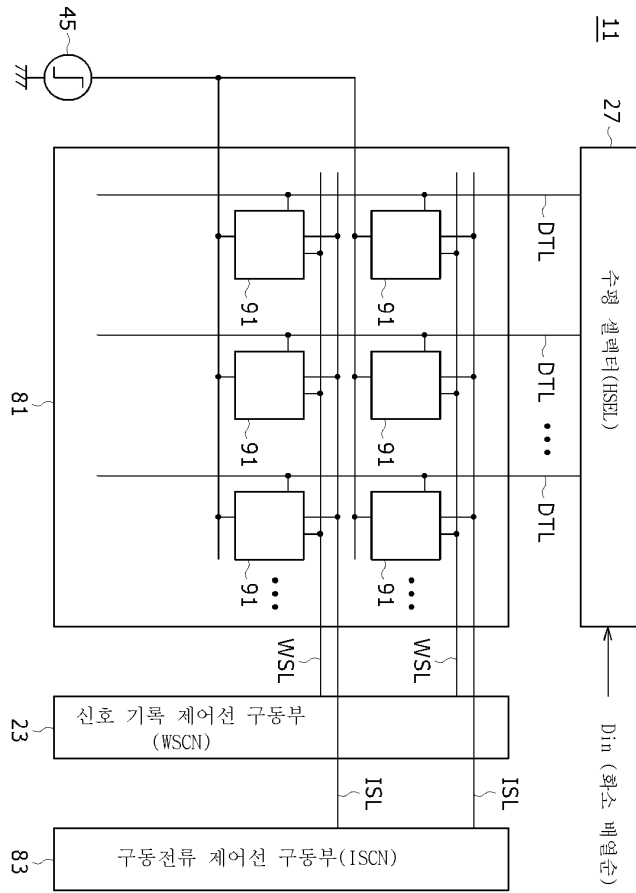 11
27
수평 셀렉터(HSEL)
Din (화소 배열순)
45
DTL
DTL
•••
DTL
91
91
91
•••
91
91
91
•••
81
WSL
WSL
23
신호 기록 제어선 구동부
(WSCN)
ISL
ISL
83
구동전류 제어선 구동부(ISCN)